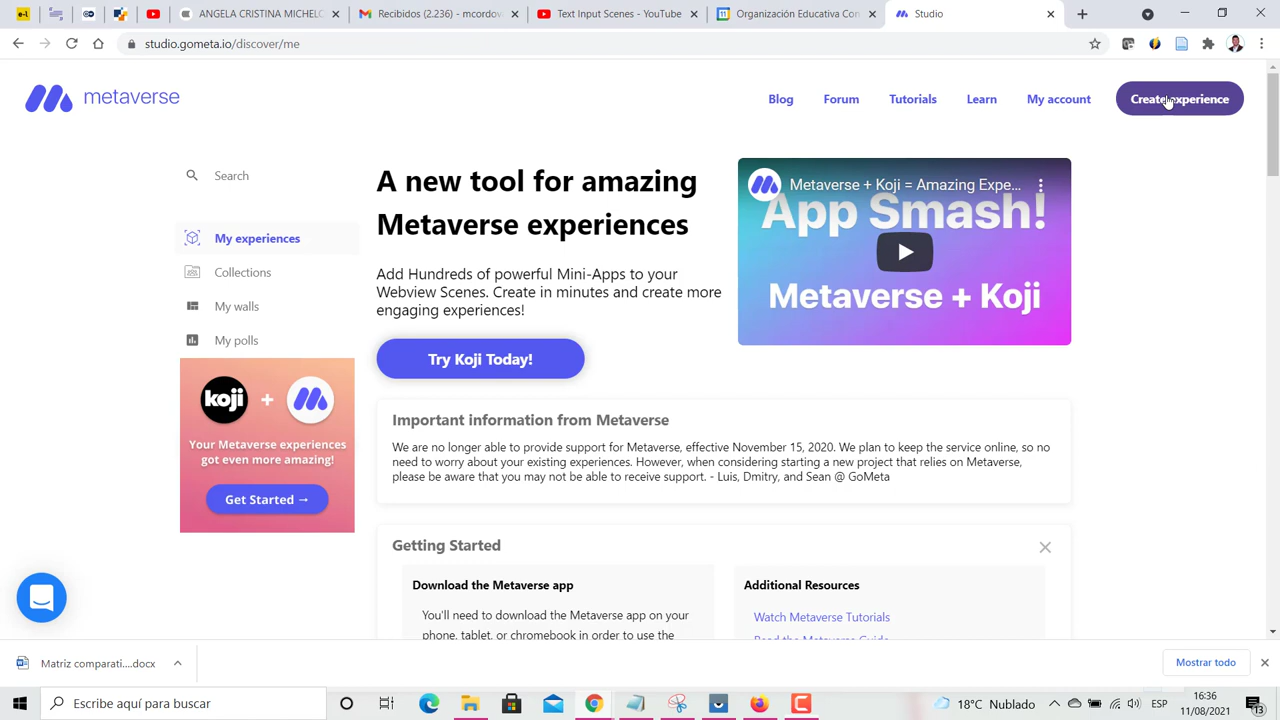 ANGELA CRISTINA MICHEL
Recibidos (2.236) - mcordov
Text Input Scenes - YouTube
Organización Educativa Con
Studio
studio.gometa.io/discover/me
metaverse
Blog
Forum
Tutorials
Learn
My account
Create experience
Search
My experiences
Collections
My walls
My polls
koji +
Your Metaverse experiences
got even more amazing!
Get Started →
A new tool for amazing
Metaverse experiences
Add Hundreds of powerful Mini-Apps to your
Webview Scenes. Create in minutes and create more
engaging experiences!
Try Koji Today!
Metaverse + Koji = Amazing Expe...
App Smash!
Metaverse + Koji
Important information from Metaverse
We are no longer able to provide support for Metaverse, effective November 15, 2020. We plan to keep the service online, so no
need to worry about your existing experiences. However, when considering starting a new project that relies on Metaverse,
please be aware that you may not be able to receive support. - Luis, Dmitry, and Sean @ GoMeta
Getting Started
Download the Metaverse app
You'll need to download the Metaverse app on your
phone, tablet, or chromebook in order to use the
Additional Resources
Watch Metaverse Tutorials
Read the Metaverse Guide
Matriz comparati....docx
Mostrar todo
Escribe aquí para buscar
18°C Nublado
ESP
16:36
11/08/2021
13